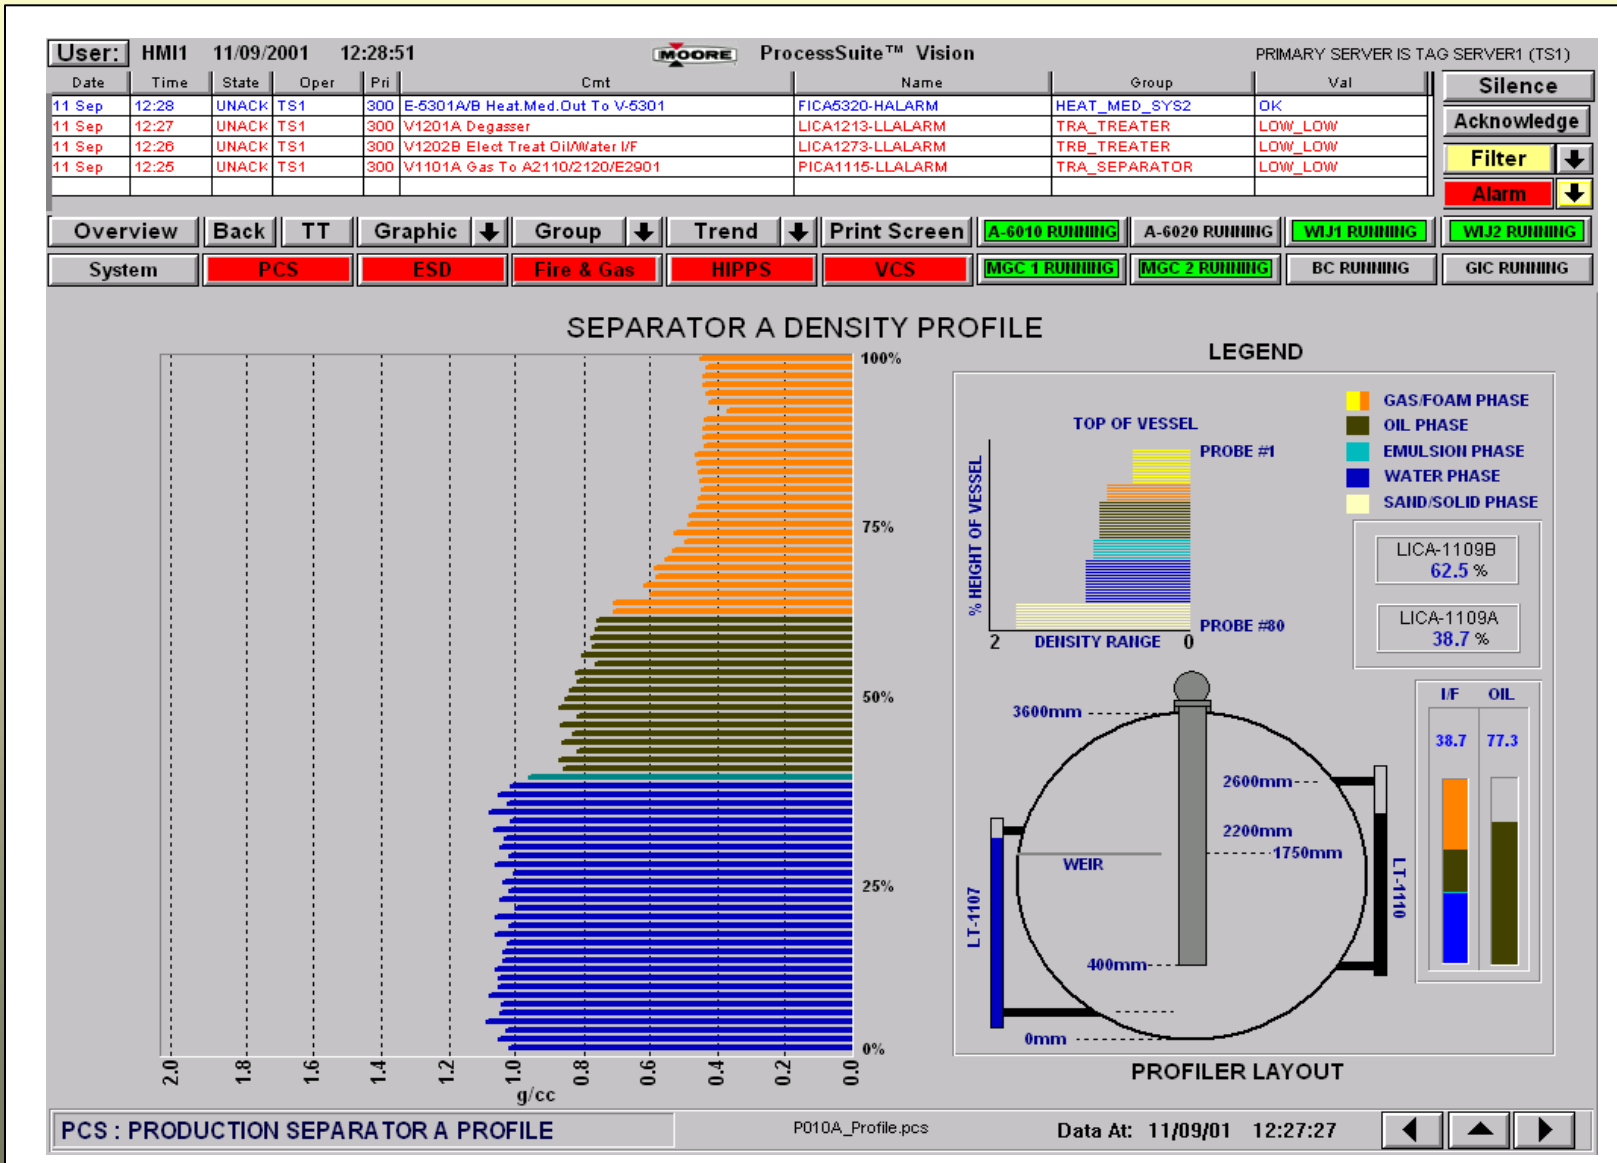 User: HMI1 11/09/2001 12:28:51 MOORE ProcessSuite™ Vision PRIMARY SERVER IS TAG SERVER1 (TS1)
Date Time State Oper Pri Cmt Name Group Val
11 Sep 12:28 UNACK TS1 300 E-5301A/B Heat.Med.Out To V-5301 FICA5320-HALARM HEAT_MED_SYS2 OK
11 Sep 12:27 UNACK TS1 300 V1201A Degasser LICA1213-LLALARM TRA_TREATER LOW_LOW
11 Sep 12:26 UNACK TS1 300 V1202B Elect Treat Oil/Water I/F LICA1273-LLALARM TRB_TREATER LOW_LOW
11 Sep 12:25 UNACK TS1 300 V1101A Gas To A2110/2120/E2901 PICA1115-LLALARM TRA_SEPARATOR LOW_LOW
Silence
Acknowledge
Filter
Alarm
Overview Back TT Graphic Group Trend Print Screen A-6010 RUNNING A-6020 RUNNING WIJ1 RUNNING WIJ2 RUNNING
System PCS ESD Fire & Gas HIPPS VCS MGC 1 RUNNING MGC 2 RUNNING BC RUNNING GIC RUNNING
SEPARATOR A DENSITY PROFILE
100%
75%
50%
25%
0%
2.0 1.8 1.6 1.4 1.2 1.0 0.8 0.6 0.4 0.2 0.0
g/cc
LEGEND
GAS/FOAM PHASE
OIL PHASE
EMULSION PHASE
WATER PHASE
SAND/SOLID PHASE
TOP OF VESSEL
PROBE #1
% HEIGHT OF VESSEL
PROBE #80
2 DENSITY RANGE 0
LICA-1109B
62.5 %
LICA-1109A
38.7 %
I/F OIL
38.7 77.3
3600mm
2600mm
2200mm
1750mm
WEIR
LT-1107
LT-1110
400mm
0mm
PROFILER LAYOUT
PCS : PRODUCTION SEPARATOR A PROFILE P010A_Profile.pcs Data At: 11/09/01 12:27:27